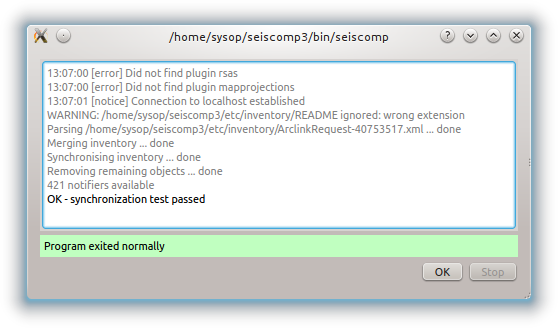 /home/sysop/seiscomp3/bin/seiscomp
13:07:00 [error] Did not find plugin rsas
13:07:00 [error] Did not find plugin mapprojections
13:07:01 [notice] Connection to localhost established
WARNING: /home/sysop/seiscomp3/etc/inventory/README ignored: wrong extension
Parsing /home/sysop/seiscomp3/etc/inventory/ArclinkRequest-40753517.xml ... done
Merging inventory ... done
Synchronising inventory ... done
Removing remaining objects ... done
421 notifiers available
OK - synchronization test passed
Program exited normally
OK Stop